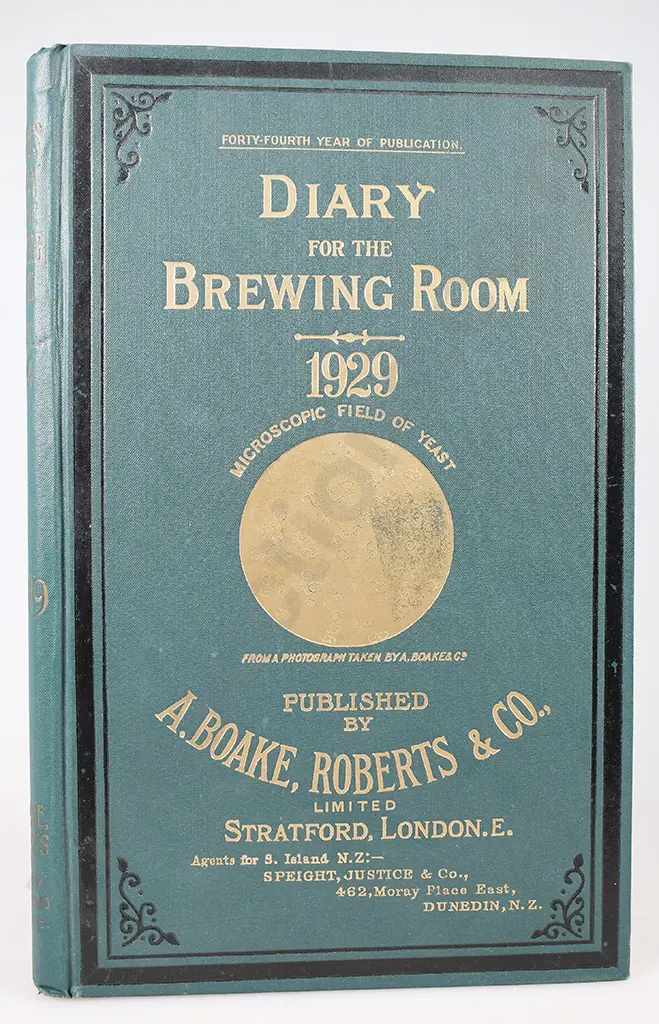 FORTY-FOURTH YEAR OF PUBLICATION.
DIARY
FOR THE
BREWING ROOM
1929
MICROSCOPIC FIELD OF YEAST
FROM A PHOTOGRAPH TAKEN BY A. BOAKE & Co
PUBLISHED
BY
A. BOAKE, ROBERTS & CO.,
LIMITED
STRATFORD, LONDON. E.
Agents for S. Island N.Z:—
SPEIGHT, JUSTICE & Co.,
462, Moray Place East,
DUNEDIN, N. Z.